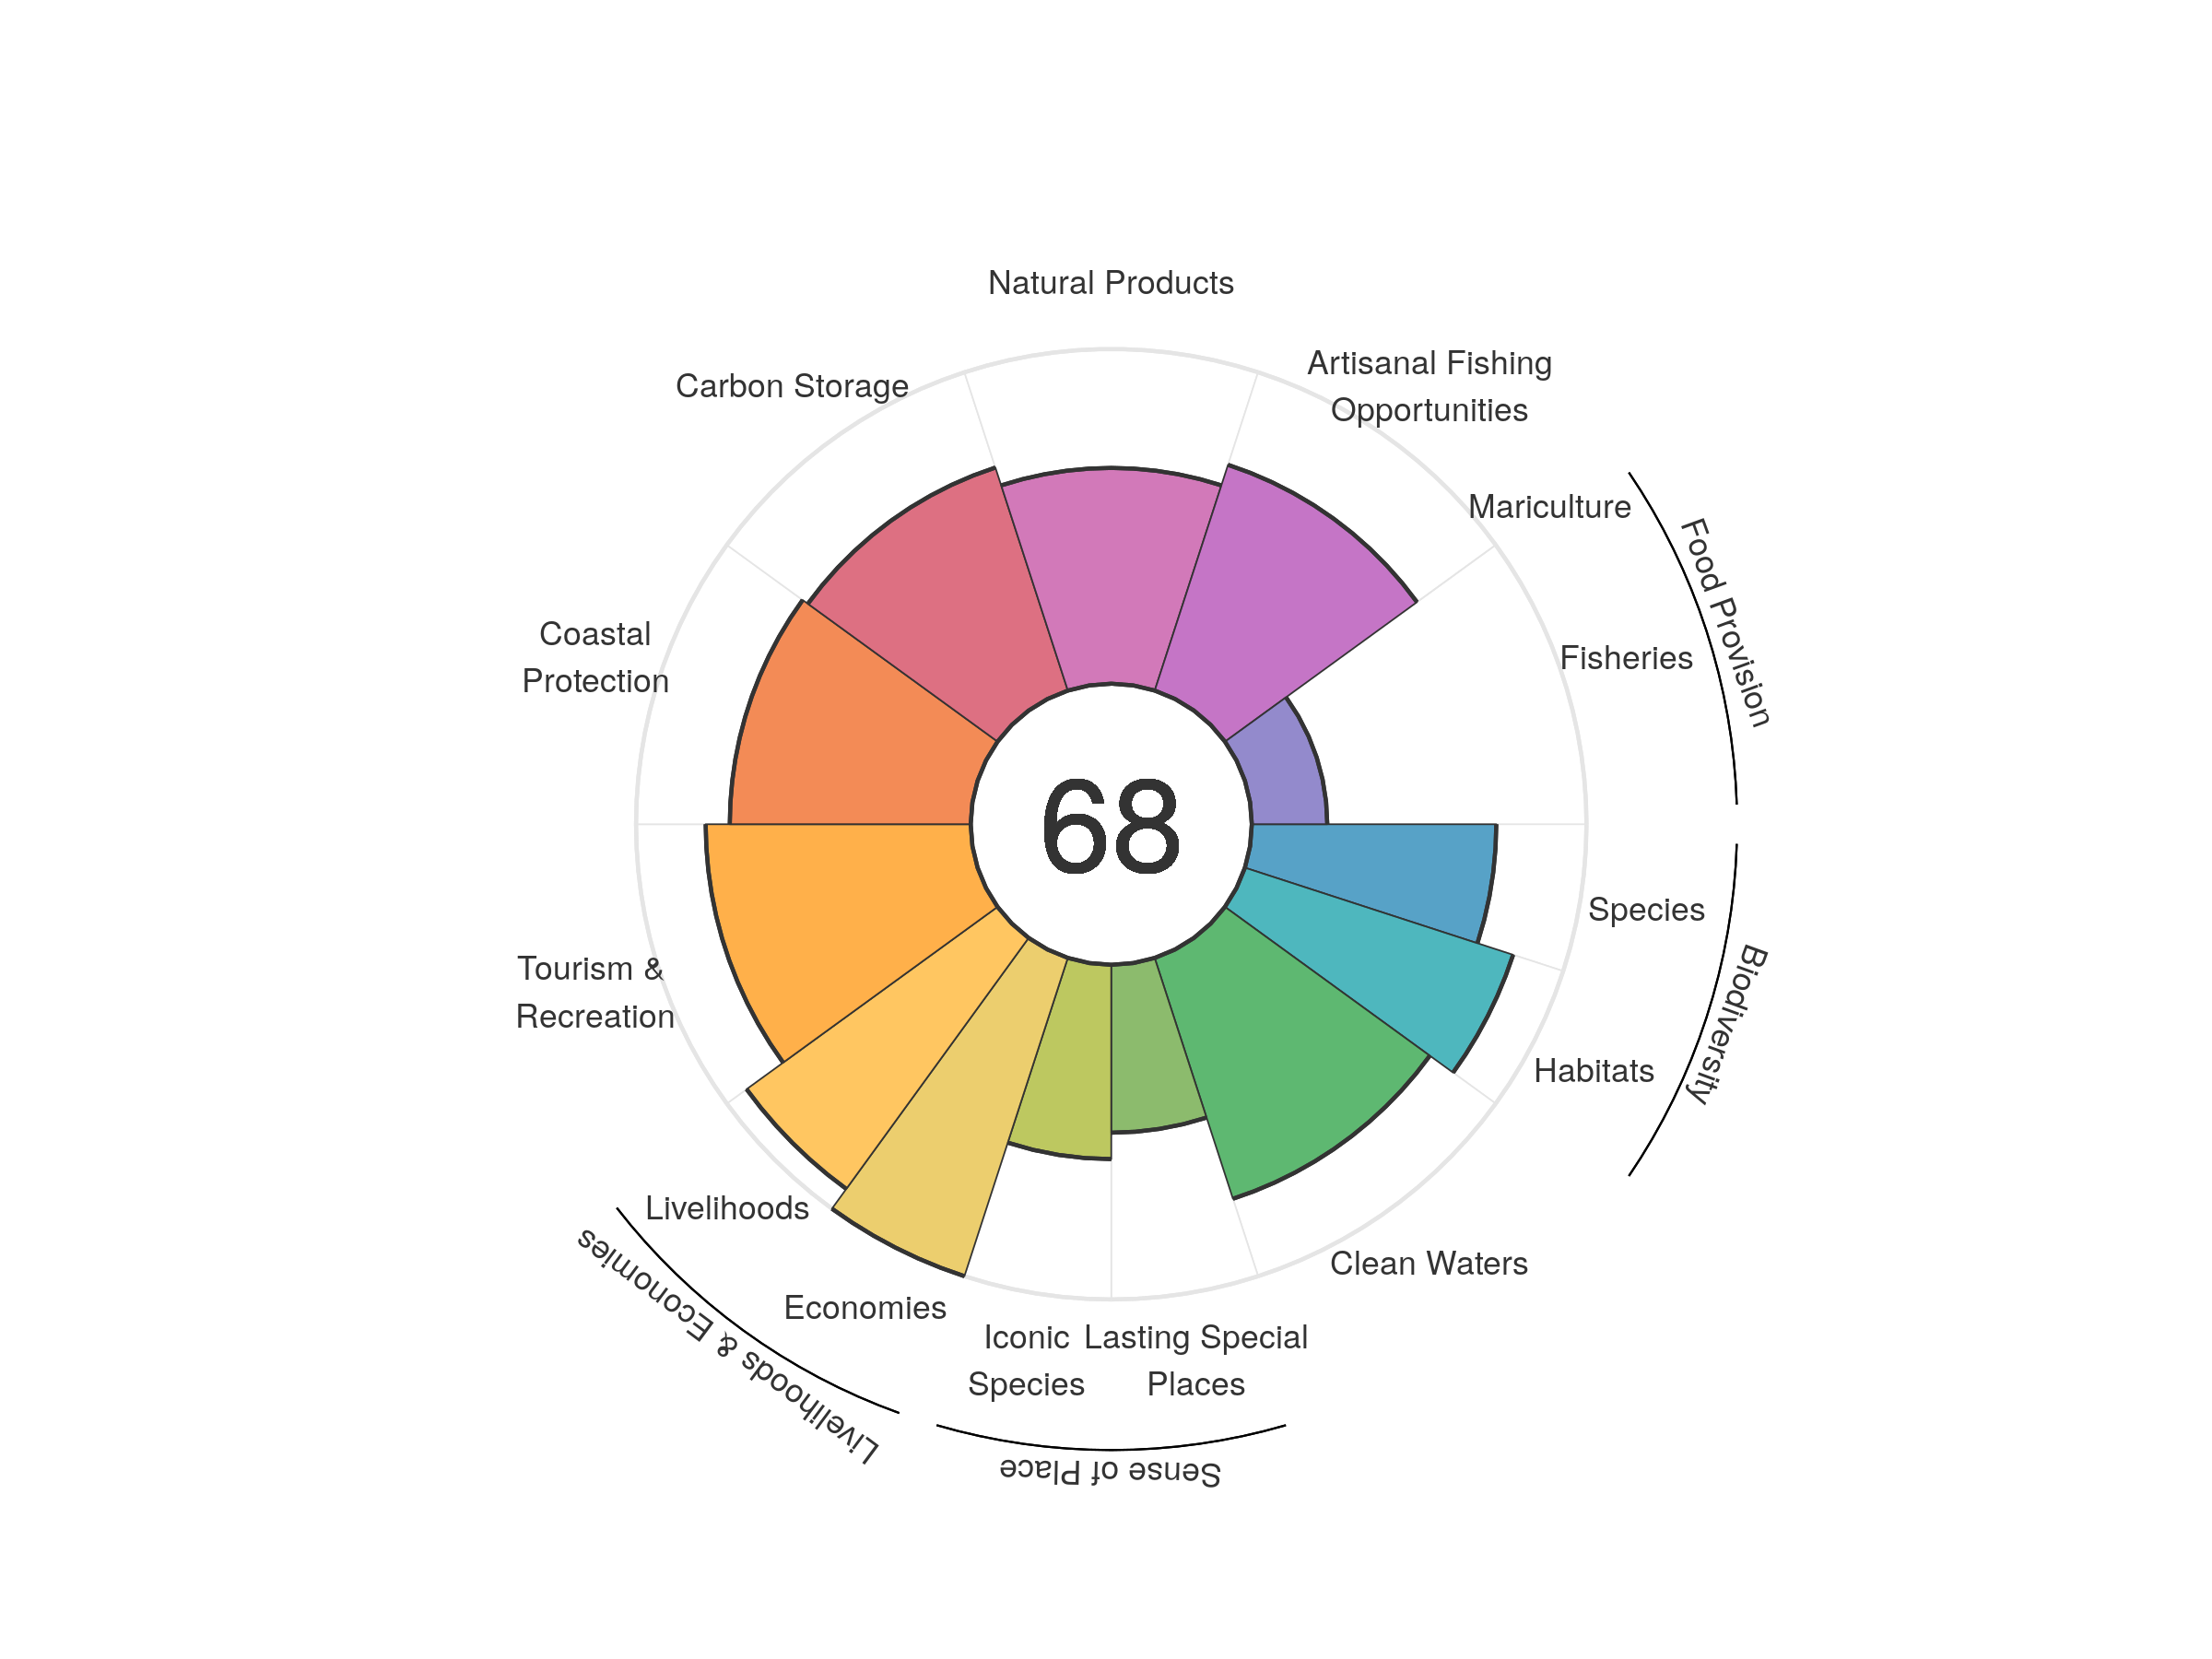 Natural Products
Artisanal Fishing
Opportunities
Carbon Storage
Mariculture
Food Provision
Fisheries
Coastal
Protection
68
Species
Biodiversity
Tourism &
Recreation
Habitats
Livelihoods
Clean Waters
Economies
Livelihoods & Economies
Iconic
Species
Lasting Special
Places
Sense of Place